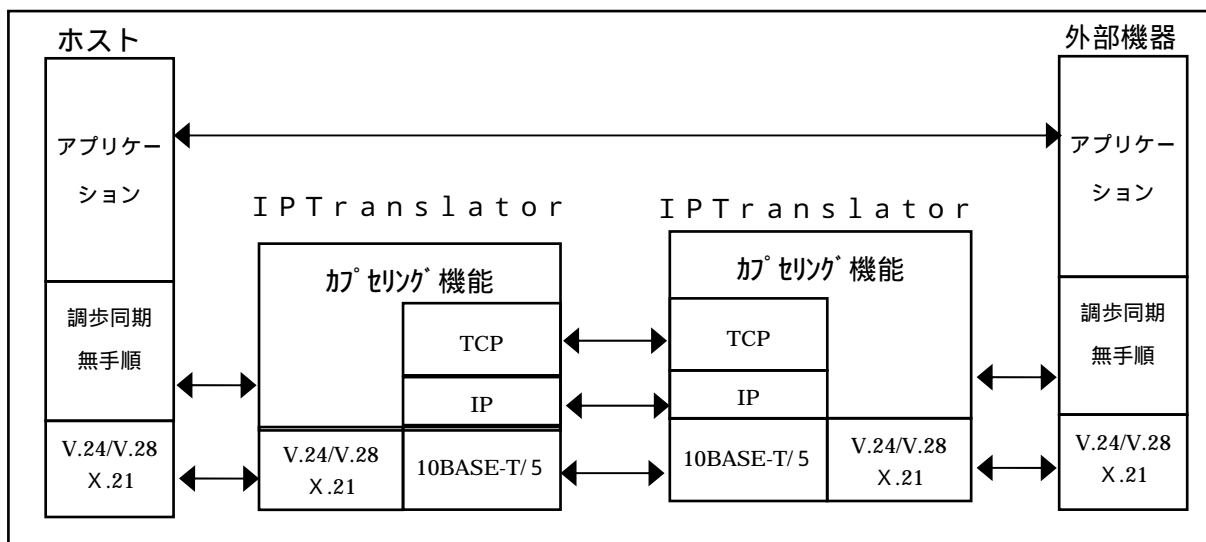 ホスト
外部機器
アプリケー
ション
アプリケー
ション
ＩＰＴｒａｎｓｌａｔｏｒ
ＩＰＴｒａｎｓｌａｔｏｒ
ｶﾌﾟｾﾘﾝｸﾞ機能
ｶﾌﾟｾﾘﾝｸﾞ機能
調歩同期
無手順
TCP
TCP
調歩同期
無手順
IP
IP
V.24/V.28
Ｘ.21
V.24/V.28
Ｘ.21
10BASE-T/５
10BASE-T/５
V.24/V.28
Ｘ.21
V.24/V.28
Ｘ.21